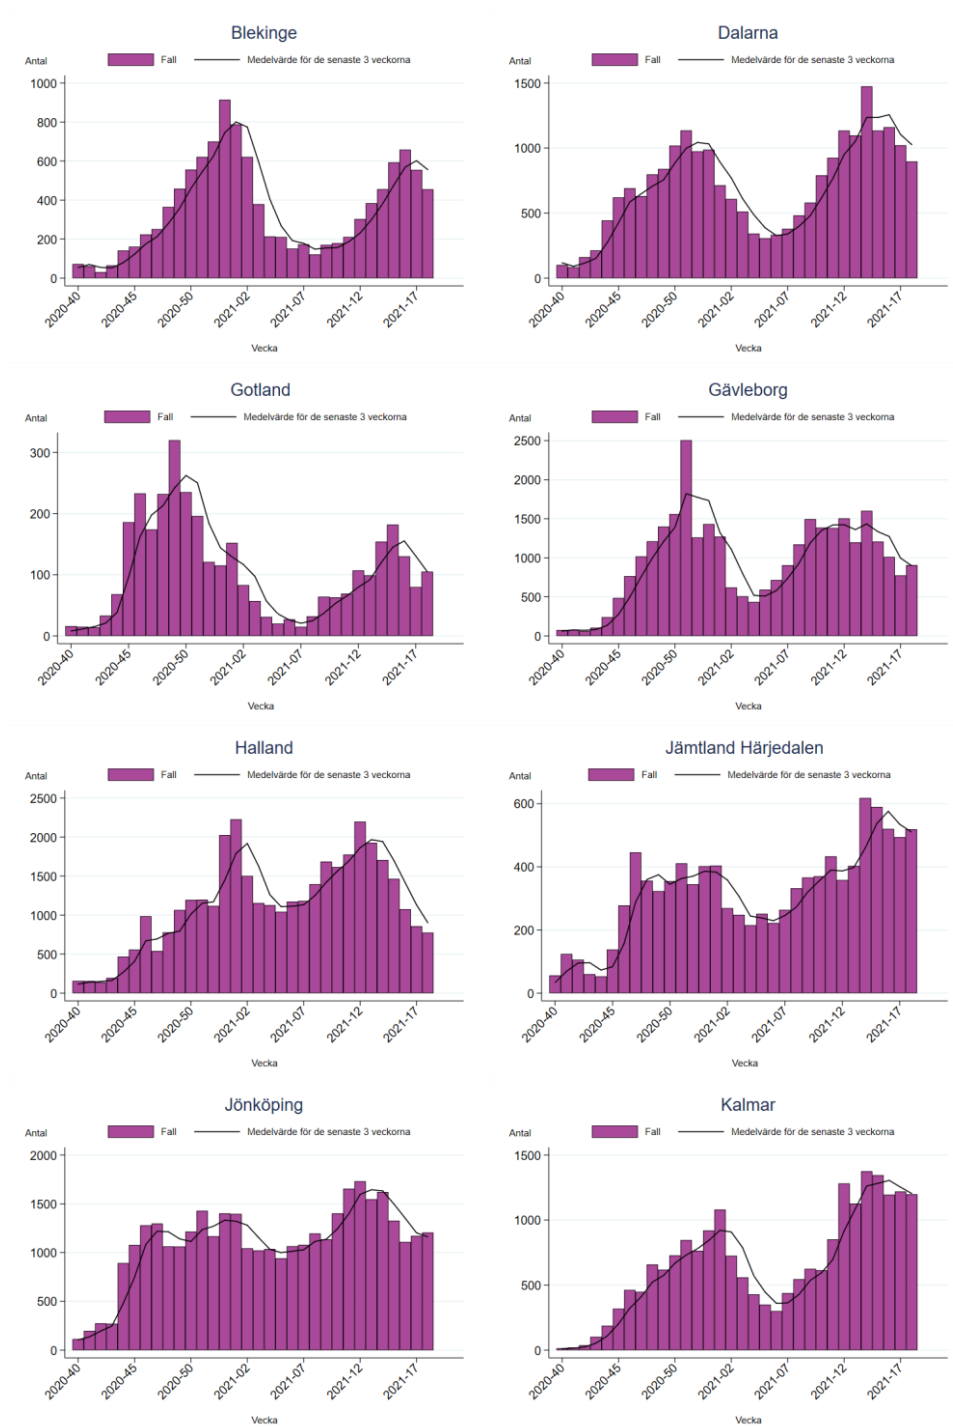 Blekinge
Antal
Fall
Medelvärde för de senaste 3 veckorna
1000
800
600
400
200
0
2020-40
2020-45
2020-50
2021-02
2021-07
2021-12
2021-17
Vecka
Dalarna
Antal
Fall
Medelvärde för de senaste 3 veckorna
1500
1000
500
0
2020-40
2020-45
2020-50
2021-02
2021-07
2021-12
2021-17
Vecka
Gotland
Antal
Fall
Medelvärde för de senaste 3 veckorna
300
200
100
0
2020-40
2020-45
2020-50
2021-02
2021-07
2021-12
2021-17
Vecka
Gävleborg
Antal
Fall
Medelvärde för de senaste 3 veckorna
2500
2000
1500
1000
500
0
2020-40
2020-45
2020-50
2021-02
2021-07
2021-12
2021-17
Vecka
Halland
Antal
Fall
Medelvärde för de senaste 3 veckorna
2500
2000
1500
1000
500
0
2020-40
2020-45
2020-50
2021-02
2021-07
2021-12
2021-17
Vecka
Jämtland Härjedalen
Antal
Fall
Medelvärde för de senaste 3 veckorna
600
400
200
0
2020-40
2020-45
2020-50
2021-02
2021-07
2021-12
2021-17
Vecka
Jönköping
Antal
Fall
Medelvärde för de senaste 3 veckorna
2000
1500
1000
500
0
2020-40
2020-45
2020-50
2021-02
2021-07
2021-12
2021-17
Vecka
Kalmar
Antal
Fall
Medelvärde för de senaste 3 veckorna
1500
1000
500
0
2020-40
2020-45
2020-50
2021-02
2021-07
2021-12
2021-17
Vecka